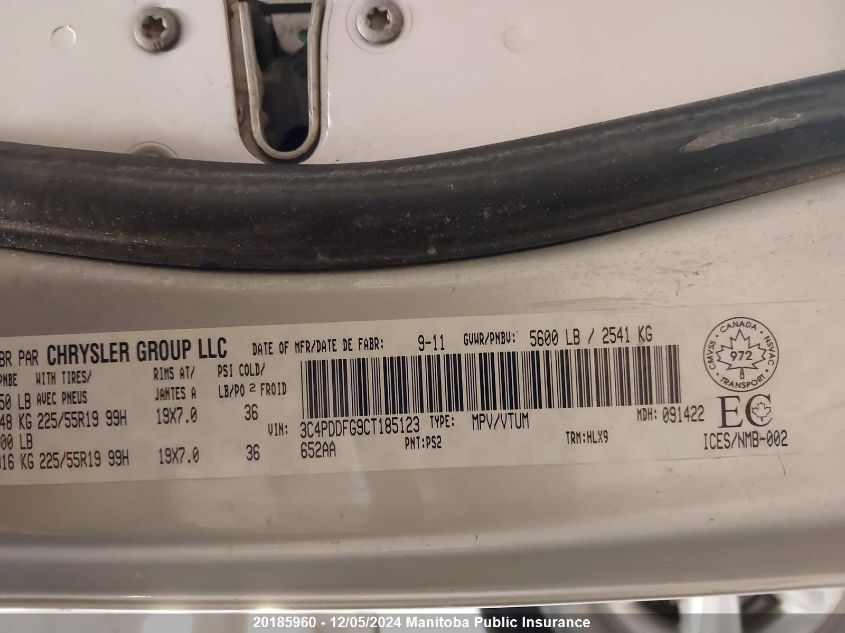 BR PAR CHRYSLER GROUP LLC DATE OF MFR/DATE DE FABR: 9-11 GVWR/PNBV: 5600 LB / 2541 KG
WITH TIRES/ RIMS AT/ PSI COLD/
50 LB AVEC PNEUS JANTES A LB/PO 2 FROID
48 KG 225/55R19 99H 19X7.0 36
VIN: 3C4PDDFG9CT185123 TYPE: MPV/VTUM MDH: 091422
00 LB 652AA PNT:PS2 TRM:HLX9 ICES/NMB-002
16 KG 225/55R19 99H 19X7.0 36
CANADA
CMVSS 972 NSVAC
TRANSPORT
EC
20185960 - 12/05/2024 Manitoba Public Insurance